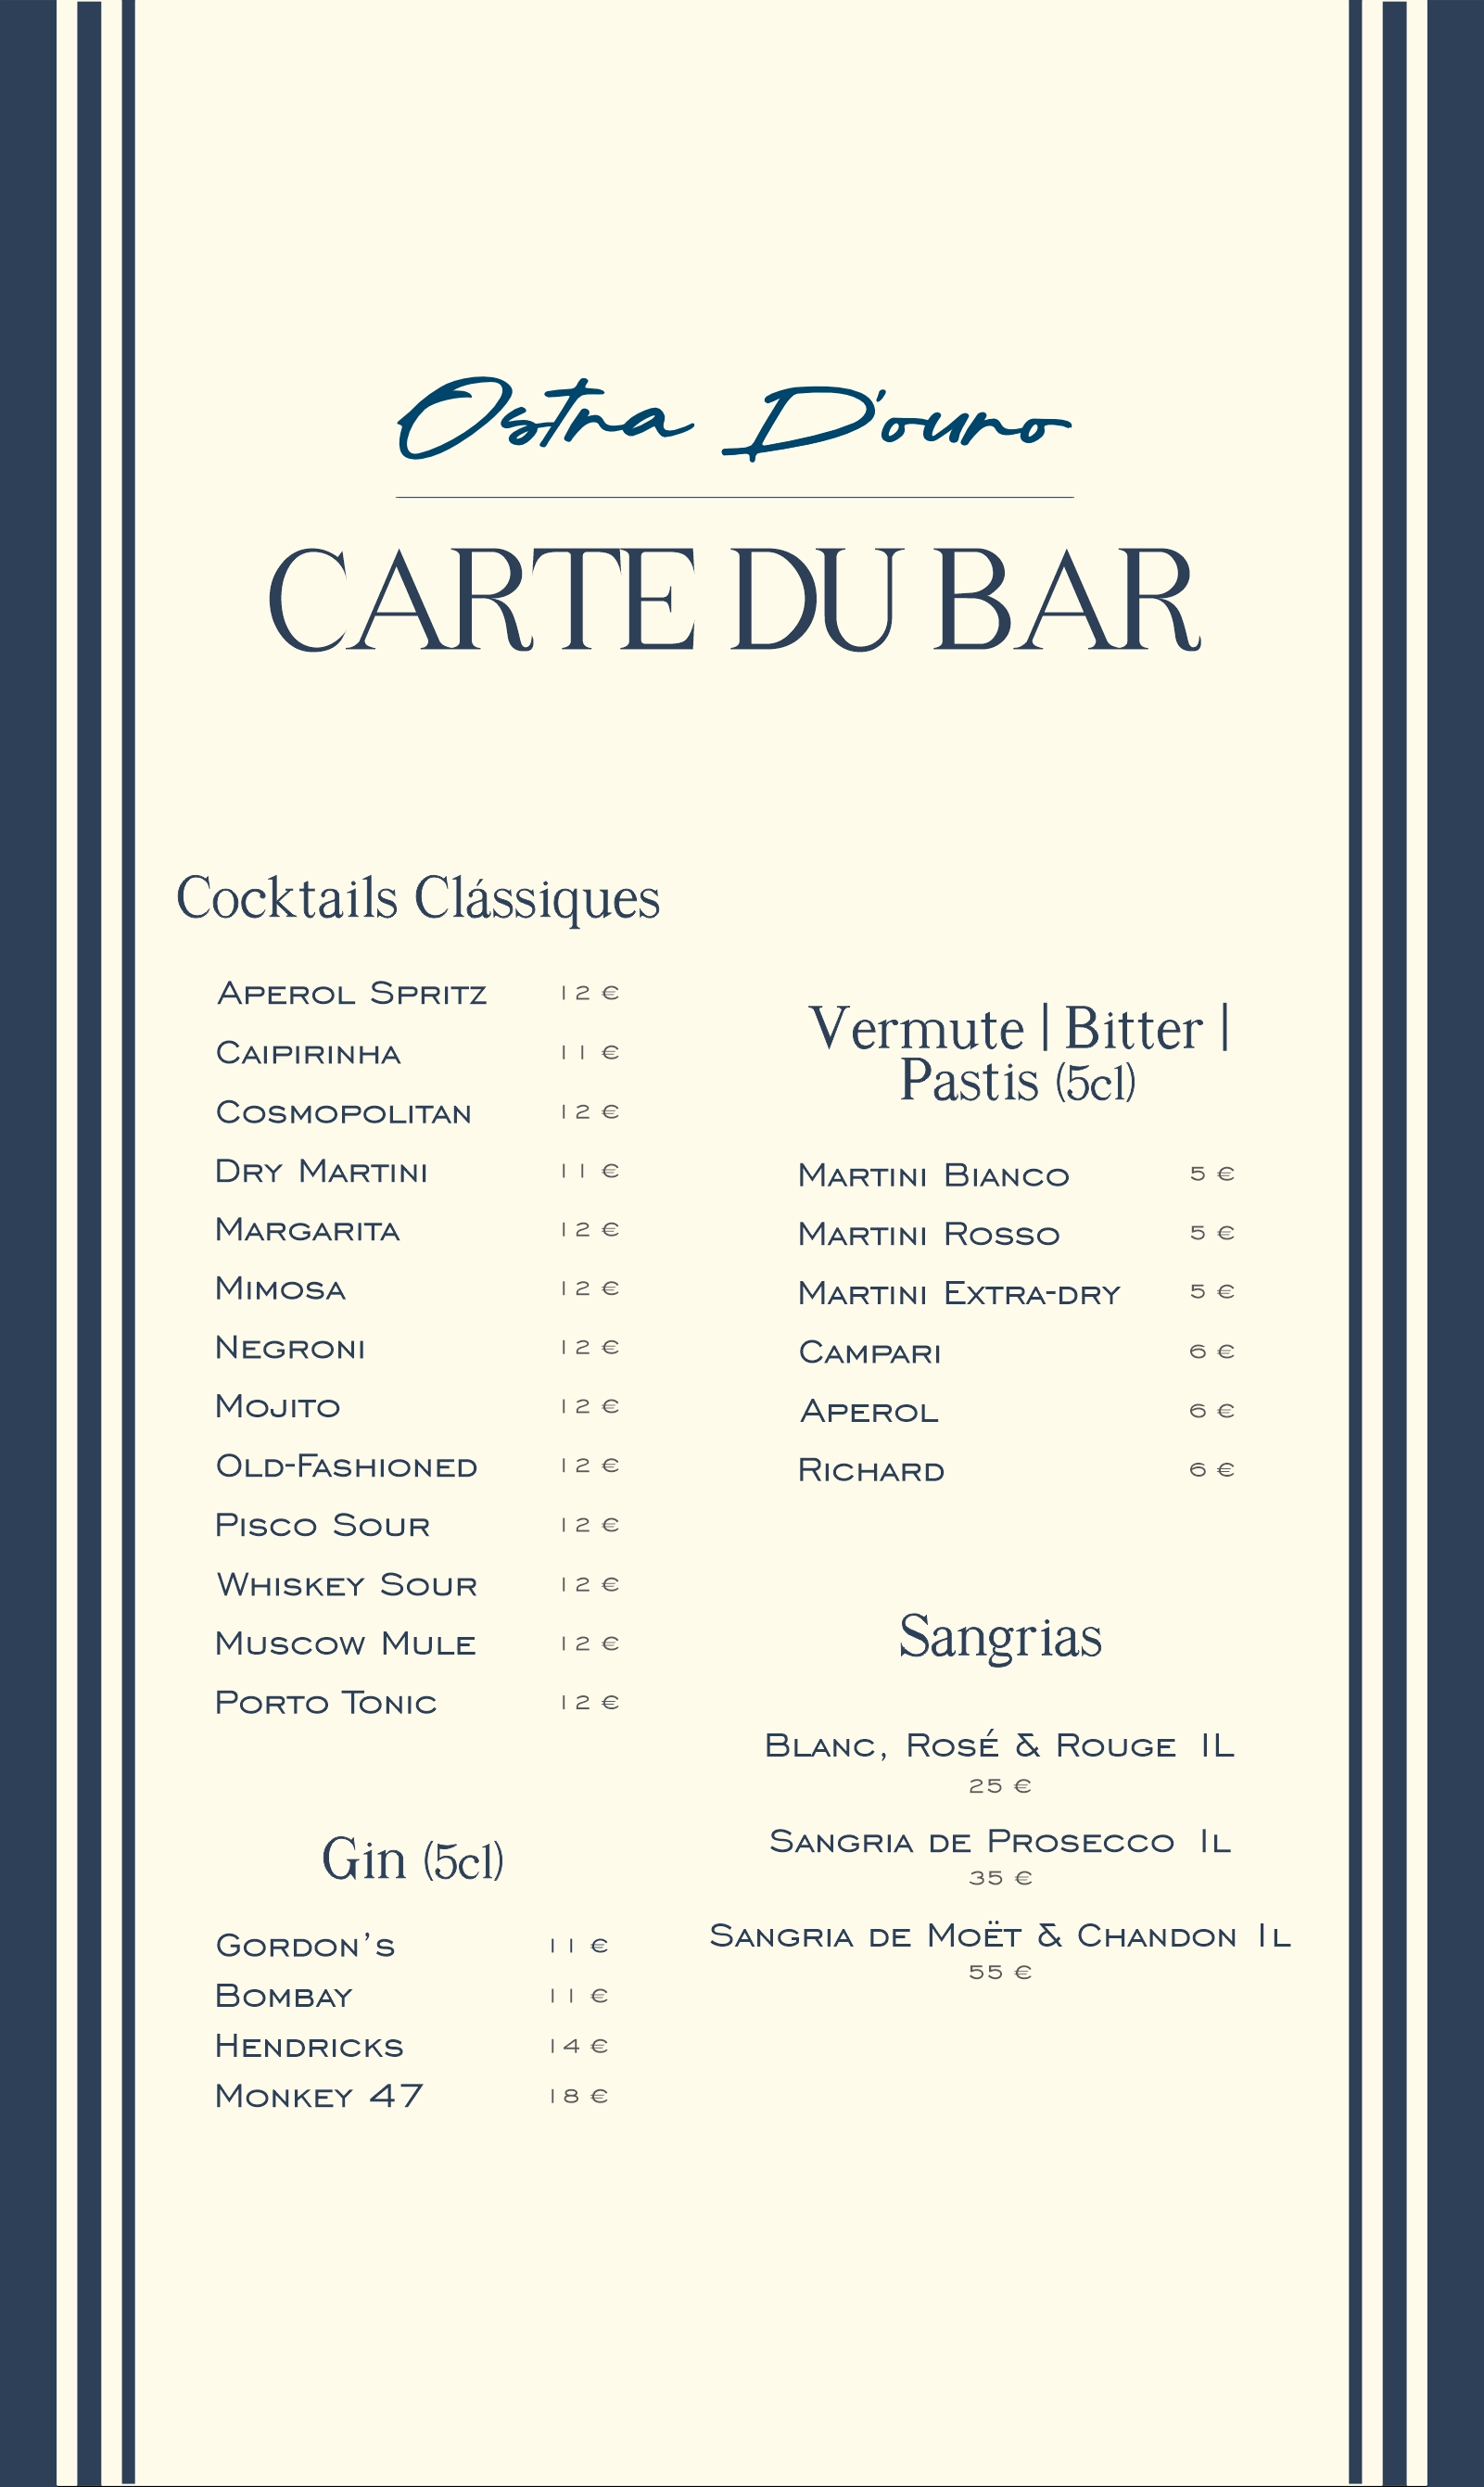 Ostra D'ouro
CARTE DU BAR
Cocktails Clássiques
Aperol Spritz 12 €
Caipirinha 11 €
Cosmopolitan 12 €
Dry Martini 11 €
Margarita 12 €
Mimosa 12 €
Negroni 12 €
Mojito 12 €
Old-Fashioned 12 €
Pisco Sour 12 €
Whiskey Sour 12 €
Muscow Mule 12 €
Porto Tonic 12 €
Gin (5cl)
Gordon's 11 €
Bombay 11 €
Hendricks 14 €
Monkey 47 18 €
Vermute | Bitter |
Pastis (5cl)
Martini Bianco 5 €
Martini Rosso 5 €
Martini Extra-dry 5 €
Campari 6 €
Aperol 6 €
Richard 6 €
Sangrias
Blanc, Rosé & Rouge 1L
25 €
Sangria de Prosecco 1l
35 €
Sangria de Moët & Chandon 1l
55 €